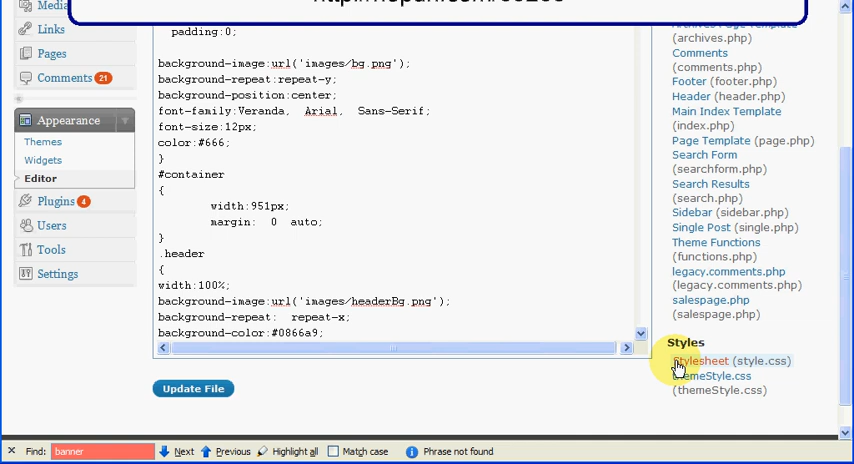 Media
Links
Pages
Comments 21
Appearance
Themes
Widgets
Editor
Plugins 4
Users
Tools
Settings
padding:0;
background-image:url('images/bg.png');
background-repeat:repeat-y;
background-position:center;
font-family:Veranda, Arial, Sans-Serif;
font-size:12px;
color:#666;
}
#container
{
width:951px;
margin: 0 auto;
}
.header
{
width:100%;
background-image:url('images/headerBg.png');
background-repeat: repeat-x;
background-color:#0866a9;
Update File
(archives.php)
Comments
(comments.php)
Footer (footer.php)
Header (header.php)
Main Index Template
(index.php)
Page Template (page.php)
Search Form
(searchform.php)
Search Results
(search.php)
Sidebar (sidebar.php)
Single Post (single.php)
Theme Functions
(functions.php)
legacy.comments.php
(legacy.comments.php)
salespage.php
(salespage.php)
Styles
Stylesheet (style.css)
themeStyle.css
(themeStyle.css)
Find: banner Next Previous Highlight all Match case Phrase not found